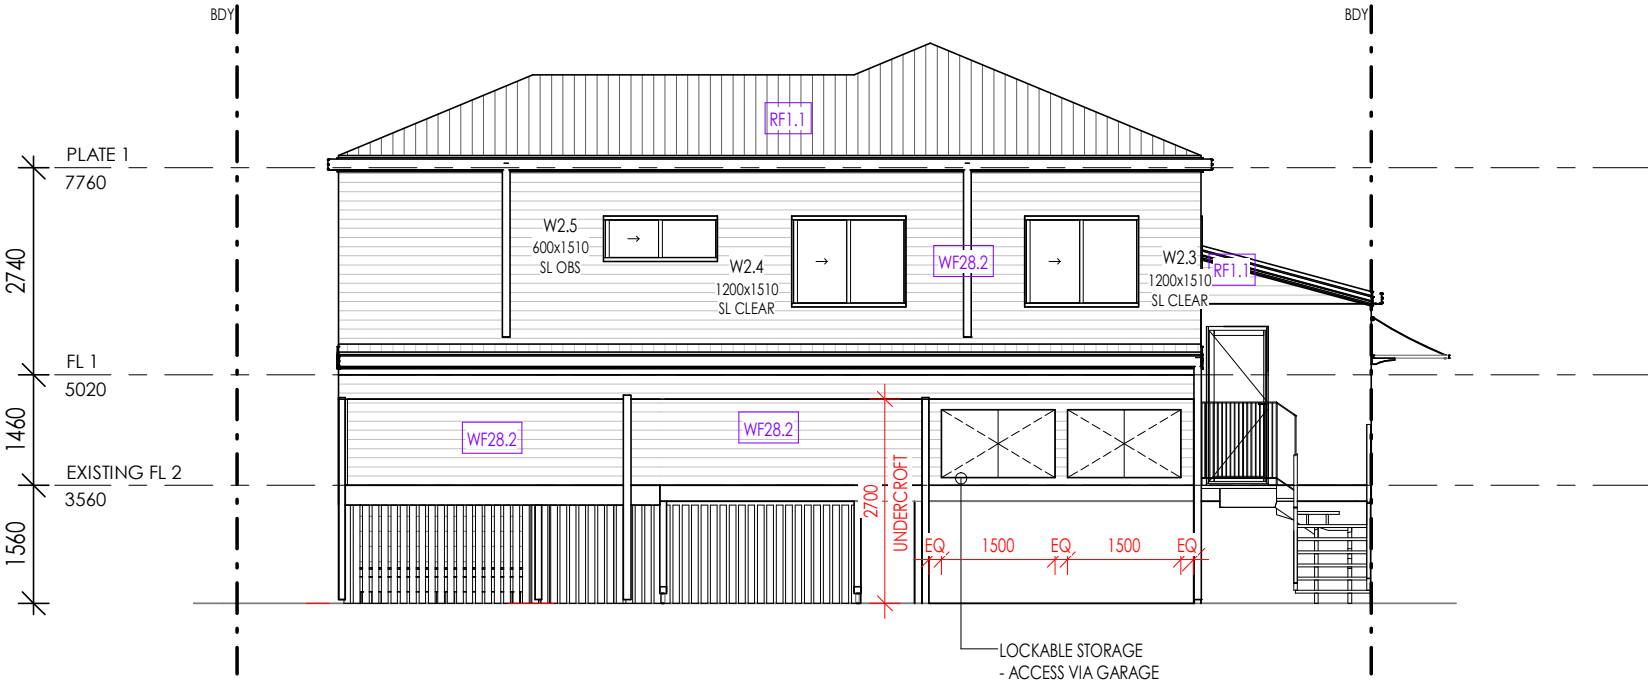 BDY
BDY
RF1.1
PLATE 1
7760
2740
W2.5
600x1510
SL OBS
W2.4
1200x1510
SL CLEAR
WF28.2
W2.3
1200x1510
SL CLEAR
RF1.1
FL 1
5020
1460
WF28.2
WF28.2
EXISTING FL 2
3560
1560
2700
UNDERCROFT
EQ
1500
EQ
1500
EQ
LOCKABLE STORAGE
- ACCESS VIA GARAGE